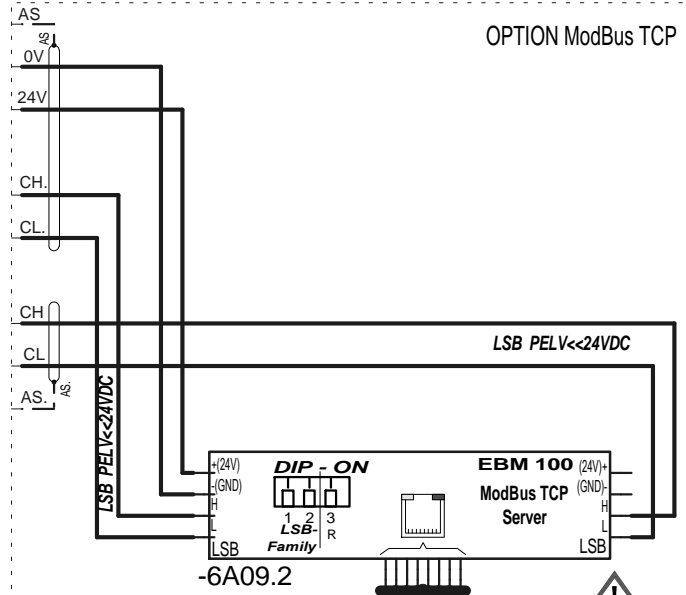 AS
OPTION ModBus TCP
AS
0V
24V
CH.
CL.
CH
LSB PELV<<24VDC
CL
AS.
AS.
LSB PELV<<24VDC
+(24V)
DIP - ON
EBM 100
(24V)+
-(GND)
ModBus TCP
(GND)-
H
Server
H
1 2 3
L
LSB-
R
L
LSB
Family
LSB
-6A09.2
!